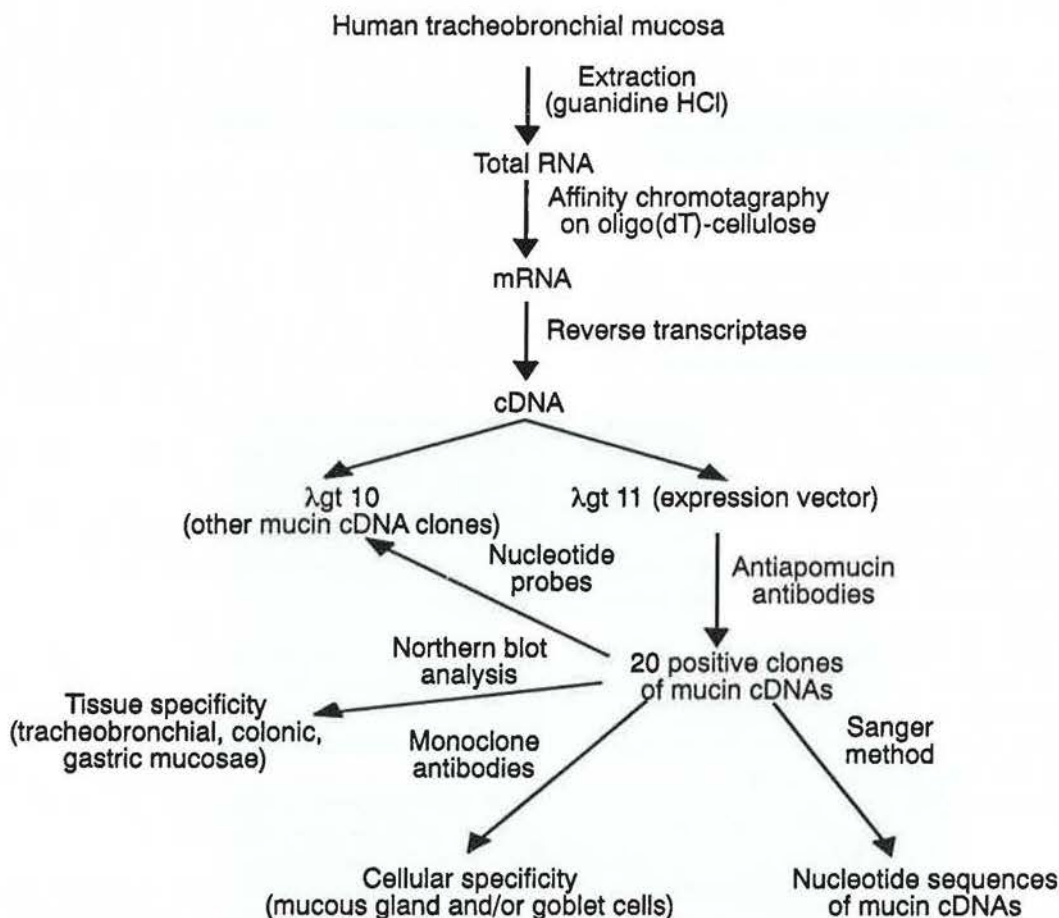 Human tracheobronchial mucosa
Extraction
(guanidine HCl)
Total RNA
Affinity chromotagraphy
on oligo(dT)-cellulose
mRNA
Reverse transcriptase
cDNA
λgt 10
(other mucin cDNA clones)
λgt 11 (expression vector)
Nucleotide
probes
Antiapomucin
antibodies
Northern blot
analysis
20 positive clones
of mucin cDNAs
Tissue specificity
(tracheobronchial, colonic,
gastric mucosae)
Monoclone
antibodies
Sanger
method
Cellular specificity
(mucous gland and/or goblet cells)
Nucleotide sequences
of mucin cDNAs